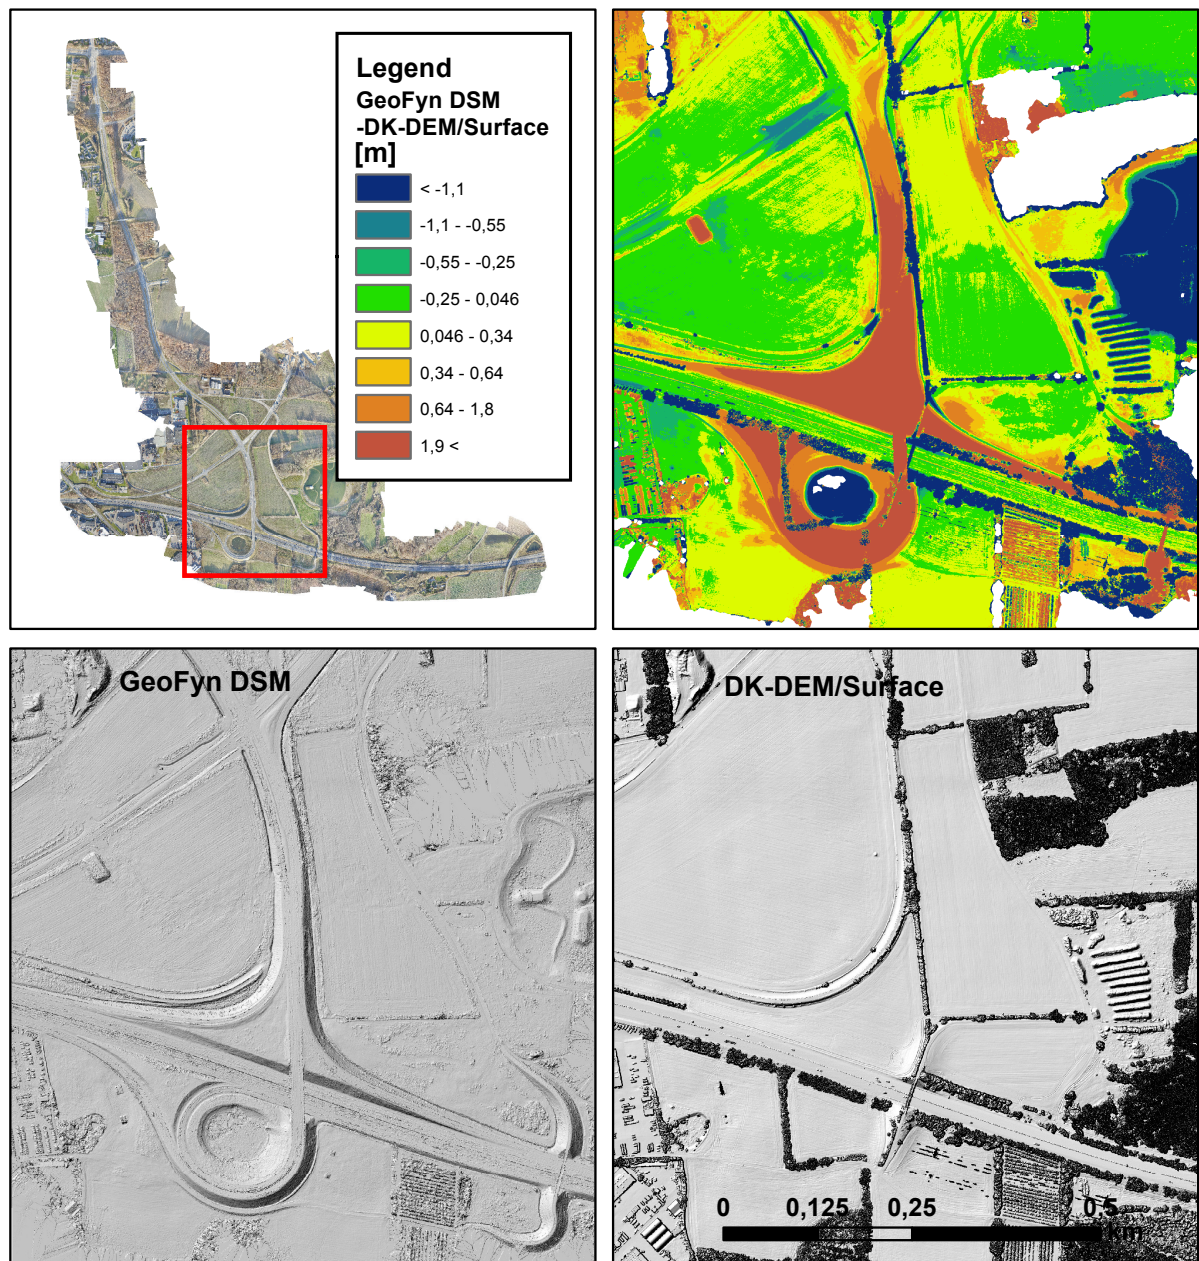 Legend
GeoFyn DSM
-DK-DEM/Surface
[m]
< -1,1
-1,1 - -0,55
-0,55 - -0,25
-0,25 - 0,046
0,046 - 0,34
0,34 - 0,64
0,64 - 1,8
1,9 <
GeoFyn DSM
DK-DEM/Surface
0 0,125 0,25 0,5
km